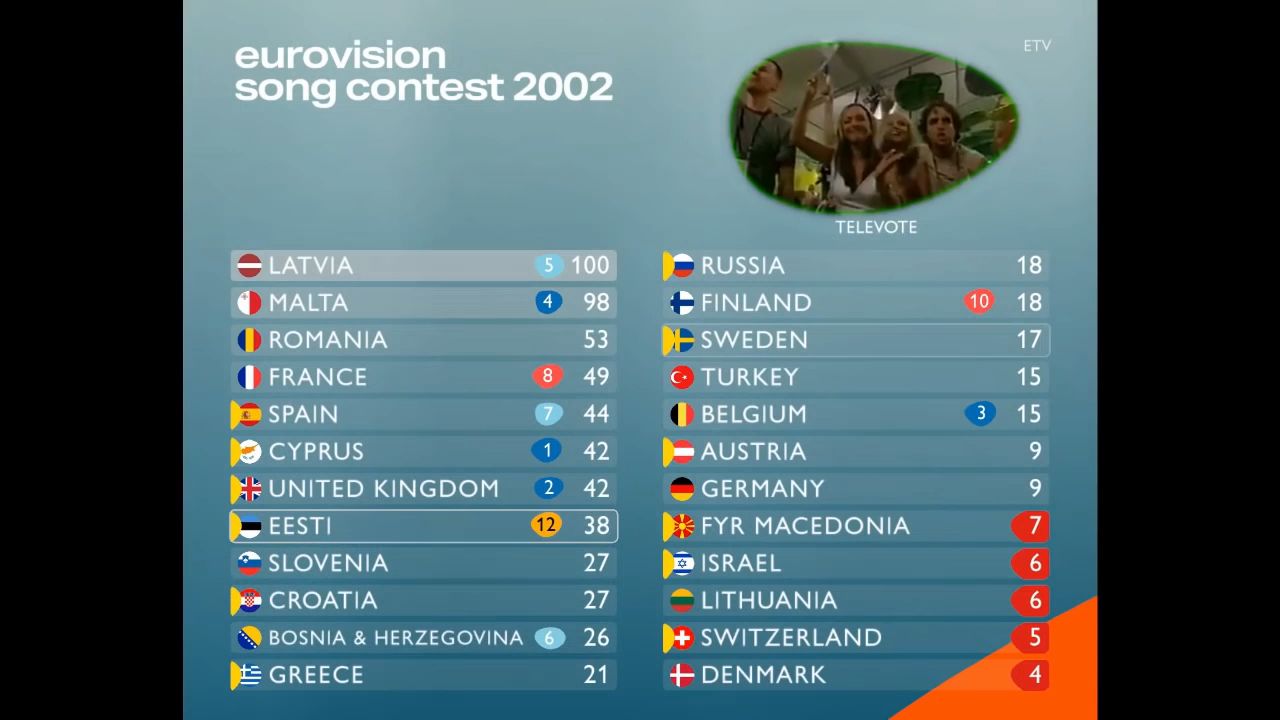 eurovision
song contest 2002
ETV
TELEVOTE
LATVIA 5 100
MALTA 4 98
ROMANIA 53
FRANCE 8 49
SPAIN 7 44
CYPRUS 1 42
UNITED KINGDOM 2 42
EESTI 12 38
SLOVENIA 27
CROATIA 27
BOSNIA & HERZEGOVINA 6 26
GREECE 21
RUSSIA 18
FINLAND 10 18
SWEDEN 17
TURKEY 15
BELGIUM 3 15
AUSTRIA 9
GERMANY 9
FYR MACEDONIA 7
ISRAEL 6
LITHUANIA 6
SWITZERLAND 5
DENMARK 4